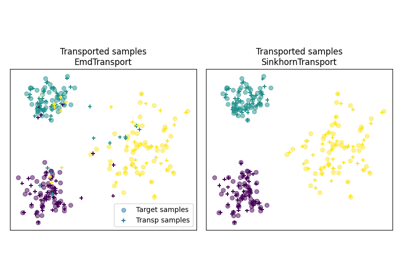 Transported samples
EmdTransport
Transported samples
SinkhornTransport
Target samples
Transp samples